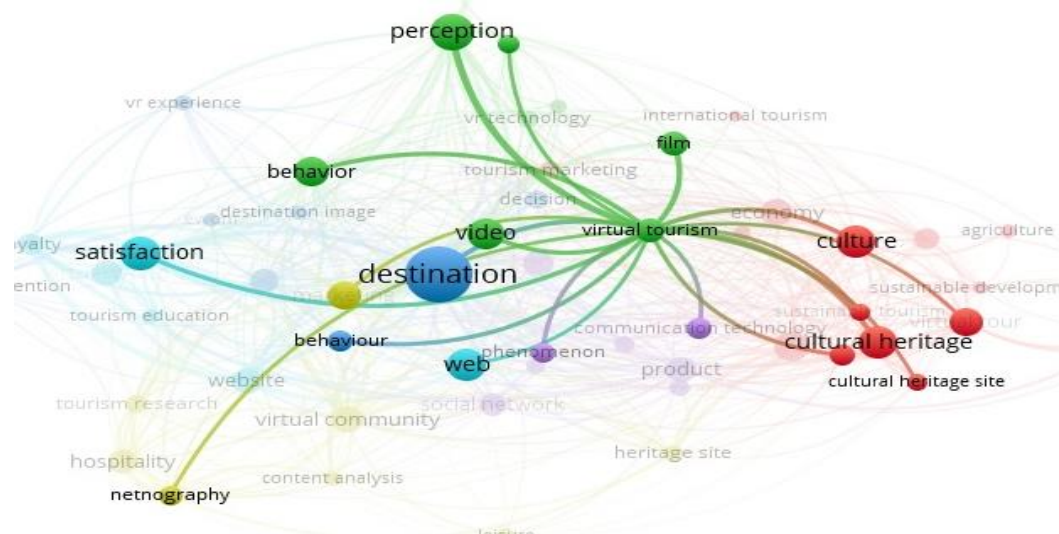 perception
vr experience
vr technology
international tourism
film
behavior
tourism marketing
decision
destination image
economy
video
virtual tourism
agriculture
culture
satisfaction
destination
sustainable developm
communication technology
behaviour
cultural heritage
tourism education
phenomenon
web
product
website
cultural heritage site
tourism research
social network
virtual community
heritage site
hospitality
content analysis
netnography